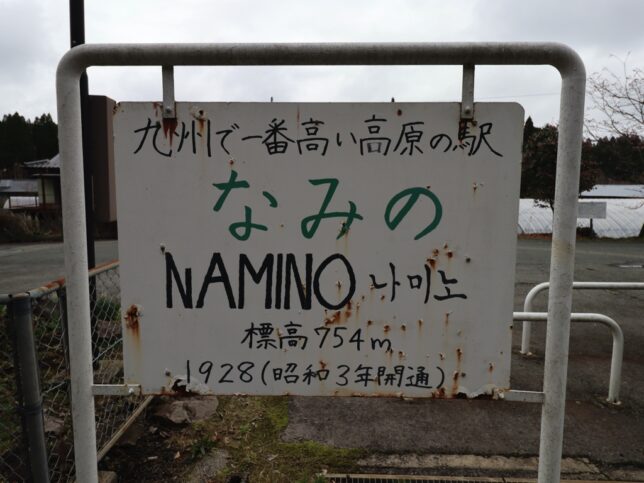 九州で一番高い高原の駅
なみの
NAMINO 나미노
標高754m
1928(昭和3年開通)